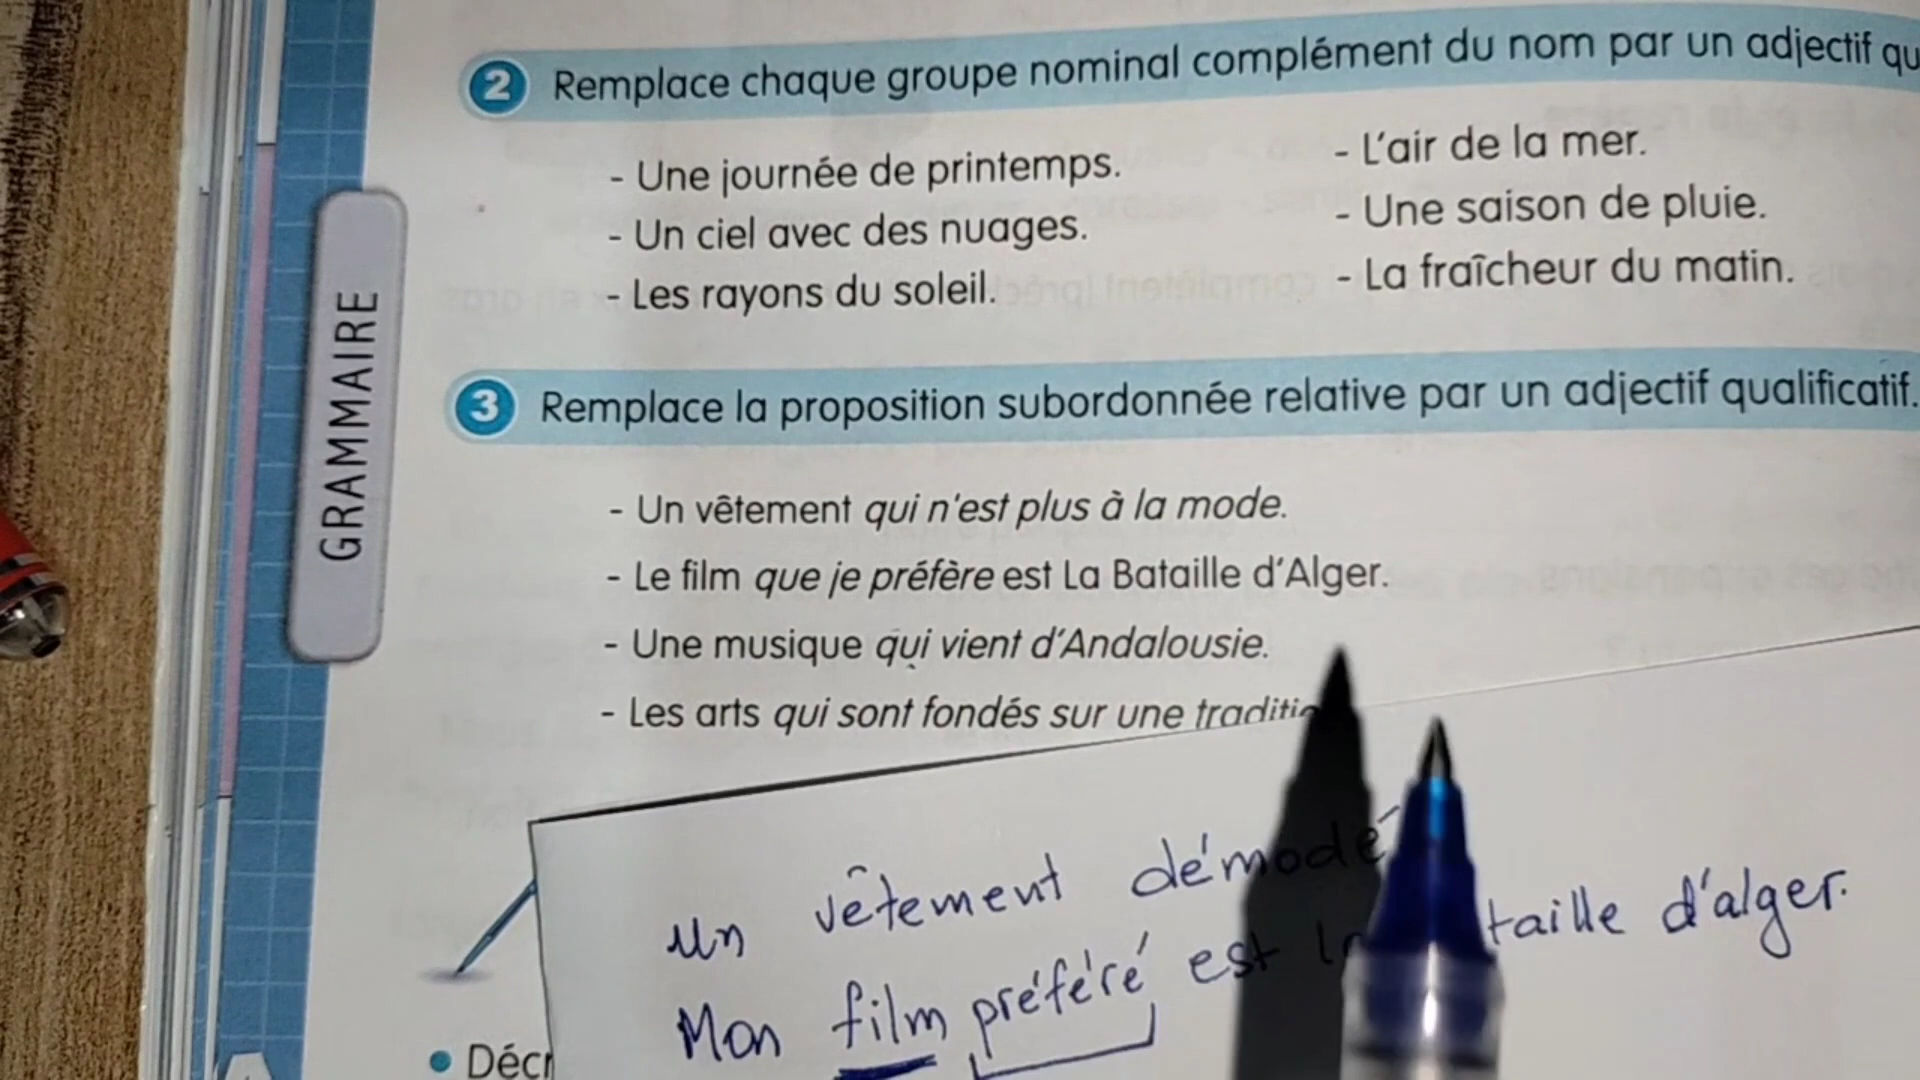 2 Remplace chaque groupe nominal complément du nom par un adjectif qu
- Une journée de printemps.
- Un ciel avec des nuages.
- Les rayons du soleil.
- L'air de la mer.
- Une saison de pluie.
- La fraîcheur du matin.
GRAMMAIRE
3 Remplace la proposition subordonnée relative par un adjectif qualificatif.
- Un vêtement qui n'est plus à la mode.
- Le film que je préfère est La Bataille d'Alger.
- Une musique qui vient d'Andalousie.
- Les arts qui sont fondés sur une
un vêtement démodé
Mon film préféré est taille d'alger.
• Décr